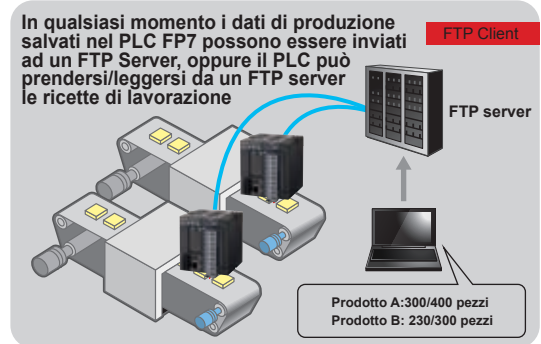 In qualsiasi momento i dati di produzione
salvati nel PLC FP7 possono essere inviati
ad un FTP Server, oppure il PLC può
prendersi/leggersi da un FTP server
le ricette di lavorazione
FTP Client
FTP server
Prodotto A:300/400 pezzi
Prodotto B: 230/300 pezzi